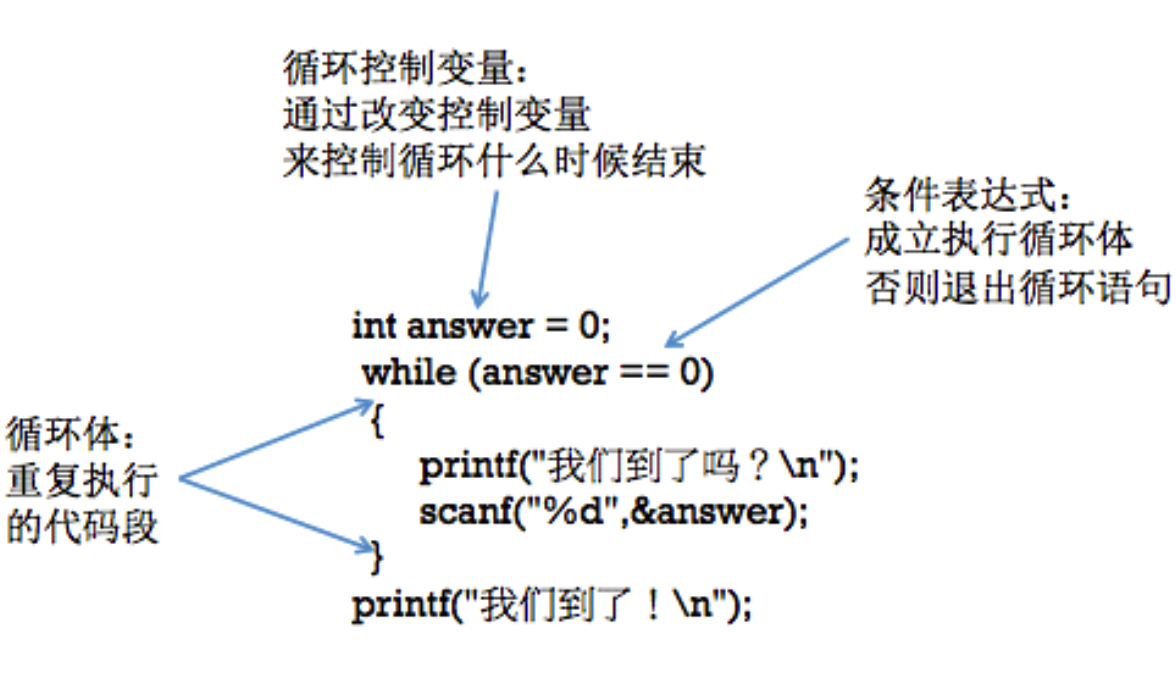 循环控制变量：
通过改变控制变量
来控制循环什么时候结束
条件表达式：
成立执行循环体
否则退出循环语句
int answer = 0;
while (answer == 0)
{
循环体：
重复执行
的代码段
printf("我们到了吗？\n");
scanf("%d",&answer);
}
printf("我们到了！\n");